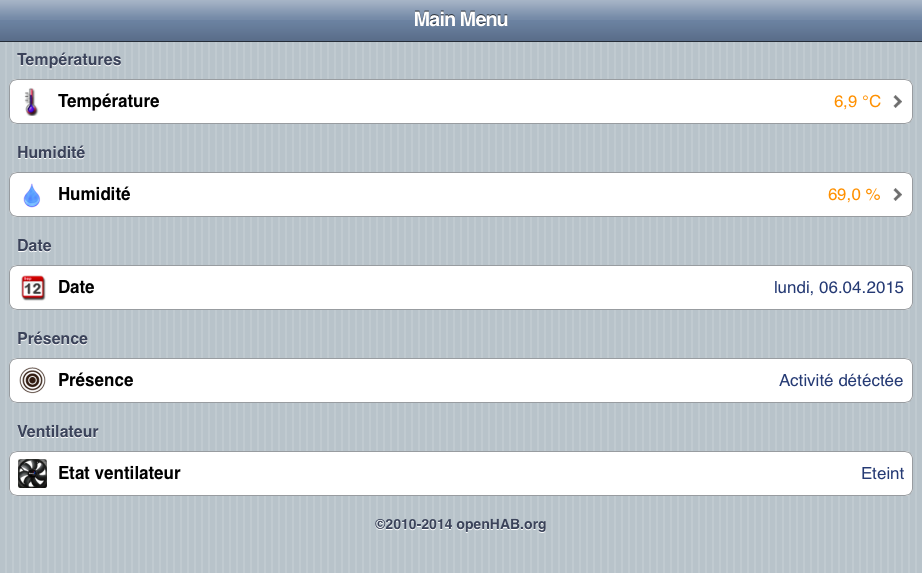 Main Menu
Températures
Température 6,9 °C
Humidité
Humidité 69,0 %
Date
12 Date lundi, 06.04.2015
Présence
Présence Activité détéctée
Ventilateur
Etat ventilateur Eteint
©2010-2014 openHAB.org